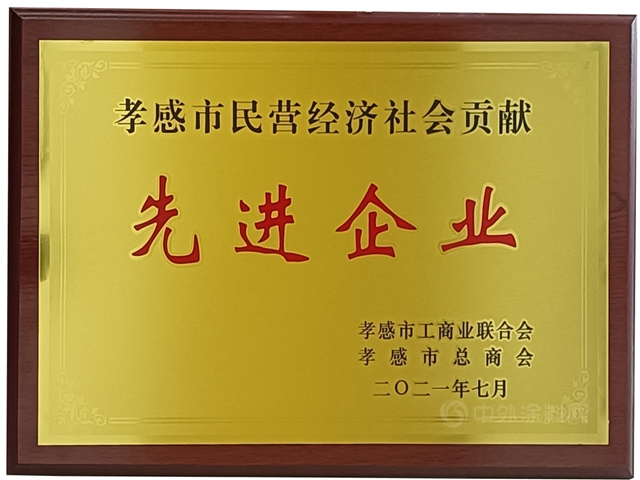 孝感市民营经济社会贡献
先进企业
孝感市工商业联合会
孝感市总商会
二〇二一年七月
中外涂